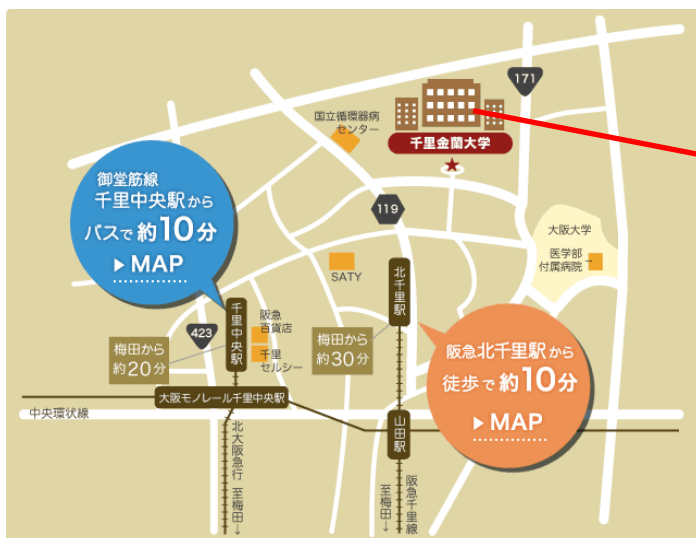 171
国立循環器病
センター
千里金蘭大学
御堂筋線
千里中央駅から
バスで約10分
▶MAP
119
大阪大学
医学部
付属病院
SATY
北千里駅
千里中央駅
阪急
百貨店
千里
セルシー
423
梅田から
約20分
梅田から
約30分
阪急北千里駅から
徒歩で約10分
▶MAP
大阪モノレール千里中央駅
中央環状線
山田駅
北大阪急行 至梅田↓
至梅田↓
阪急千里線